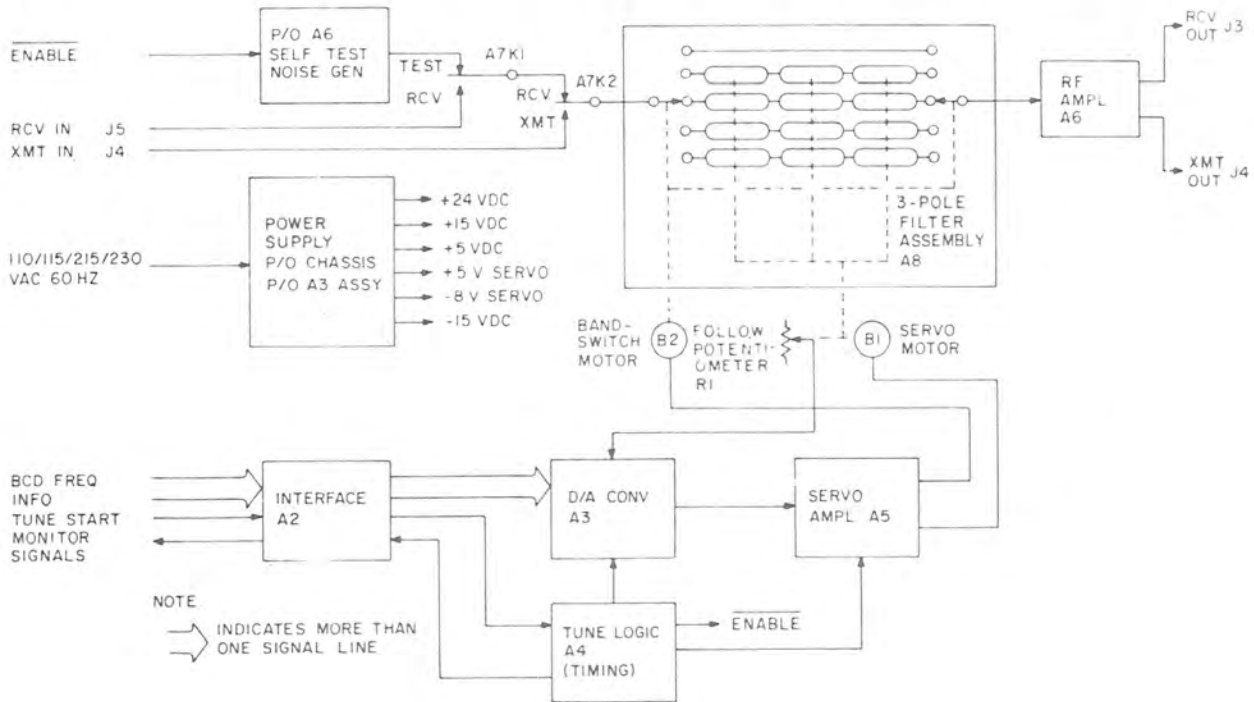 ENABLE
P/O A6
SELF TEST
NOISE GEN
TEST
RCV
A7K1
RCV
XMT
A7K2
RCV IN J5
XMT IN J4
RF
AMPL
A6
RCV
OUT J3
XMT
OUT J4
3-POLE
FILTER
ASSEMBLY
A8
110/115/215/230
VAC 60 HZ
POWER
SUPPLY
P/O CHASSIS
P/O A3 ASSY
+24 VDC
+15 VDC
+5 VDC
+5 V SERVO
-8 V SERVO
-15 VDC
BAND-
SWITCH
MOTOR
B2
FOLLOW
POTENTI-
OMETER
R1
B1
SERVO
MOTOR
BCD FREQ
INFO
TUNE START
MONITOR
SIGNALS
INTERFACE
A2
D/A CONV
A3
SERVO
AMPL A5
NOTE
INDICATES MORE THAN
ONE SIGNAL LINE
TUNE LOGIC
A4
(TIMING)
ENABLE